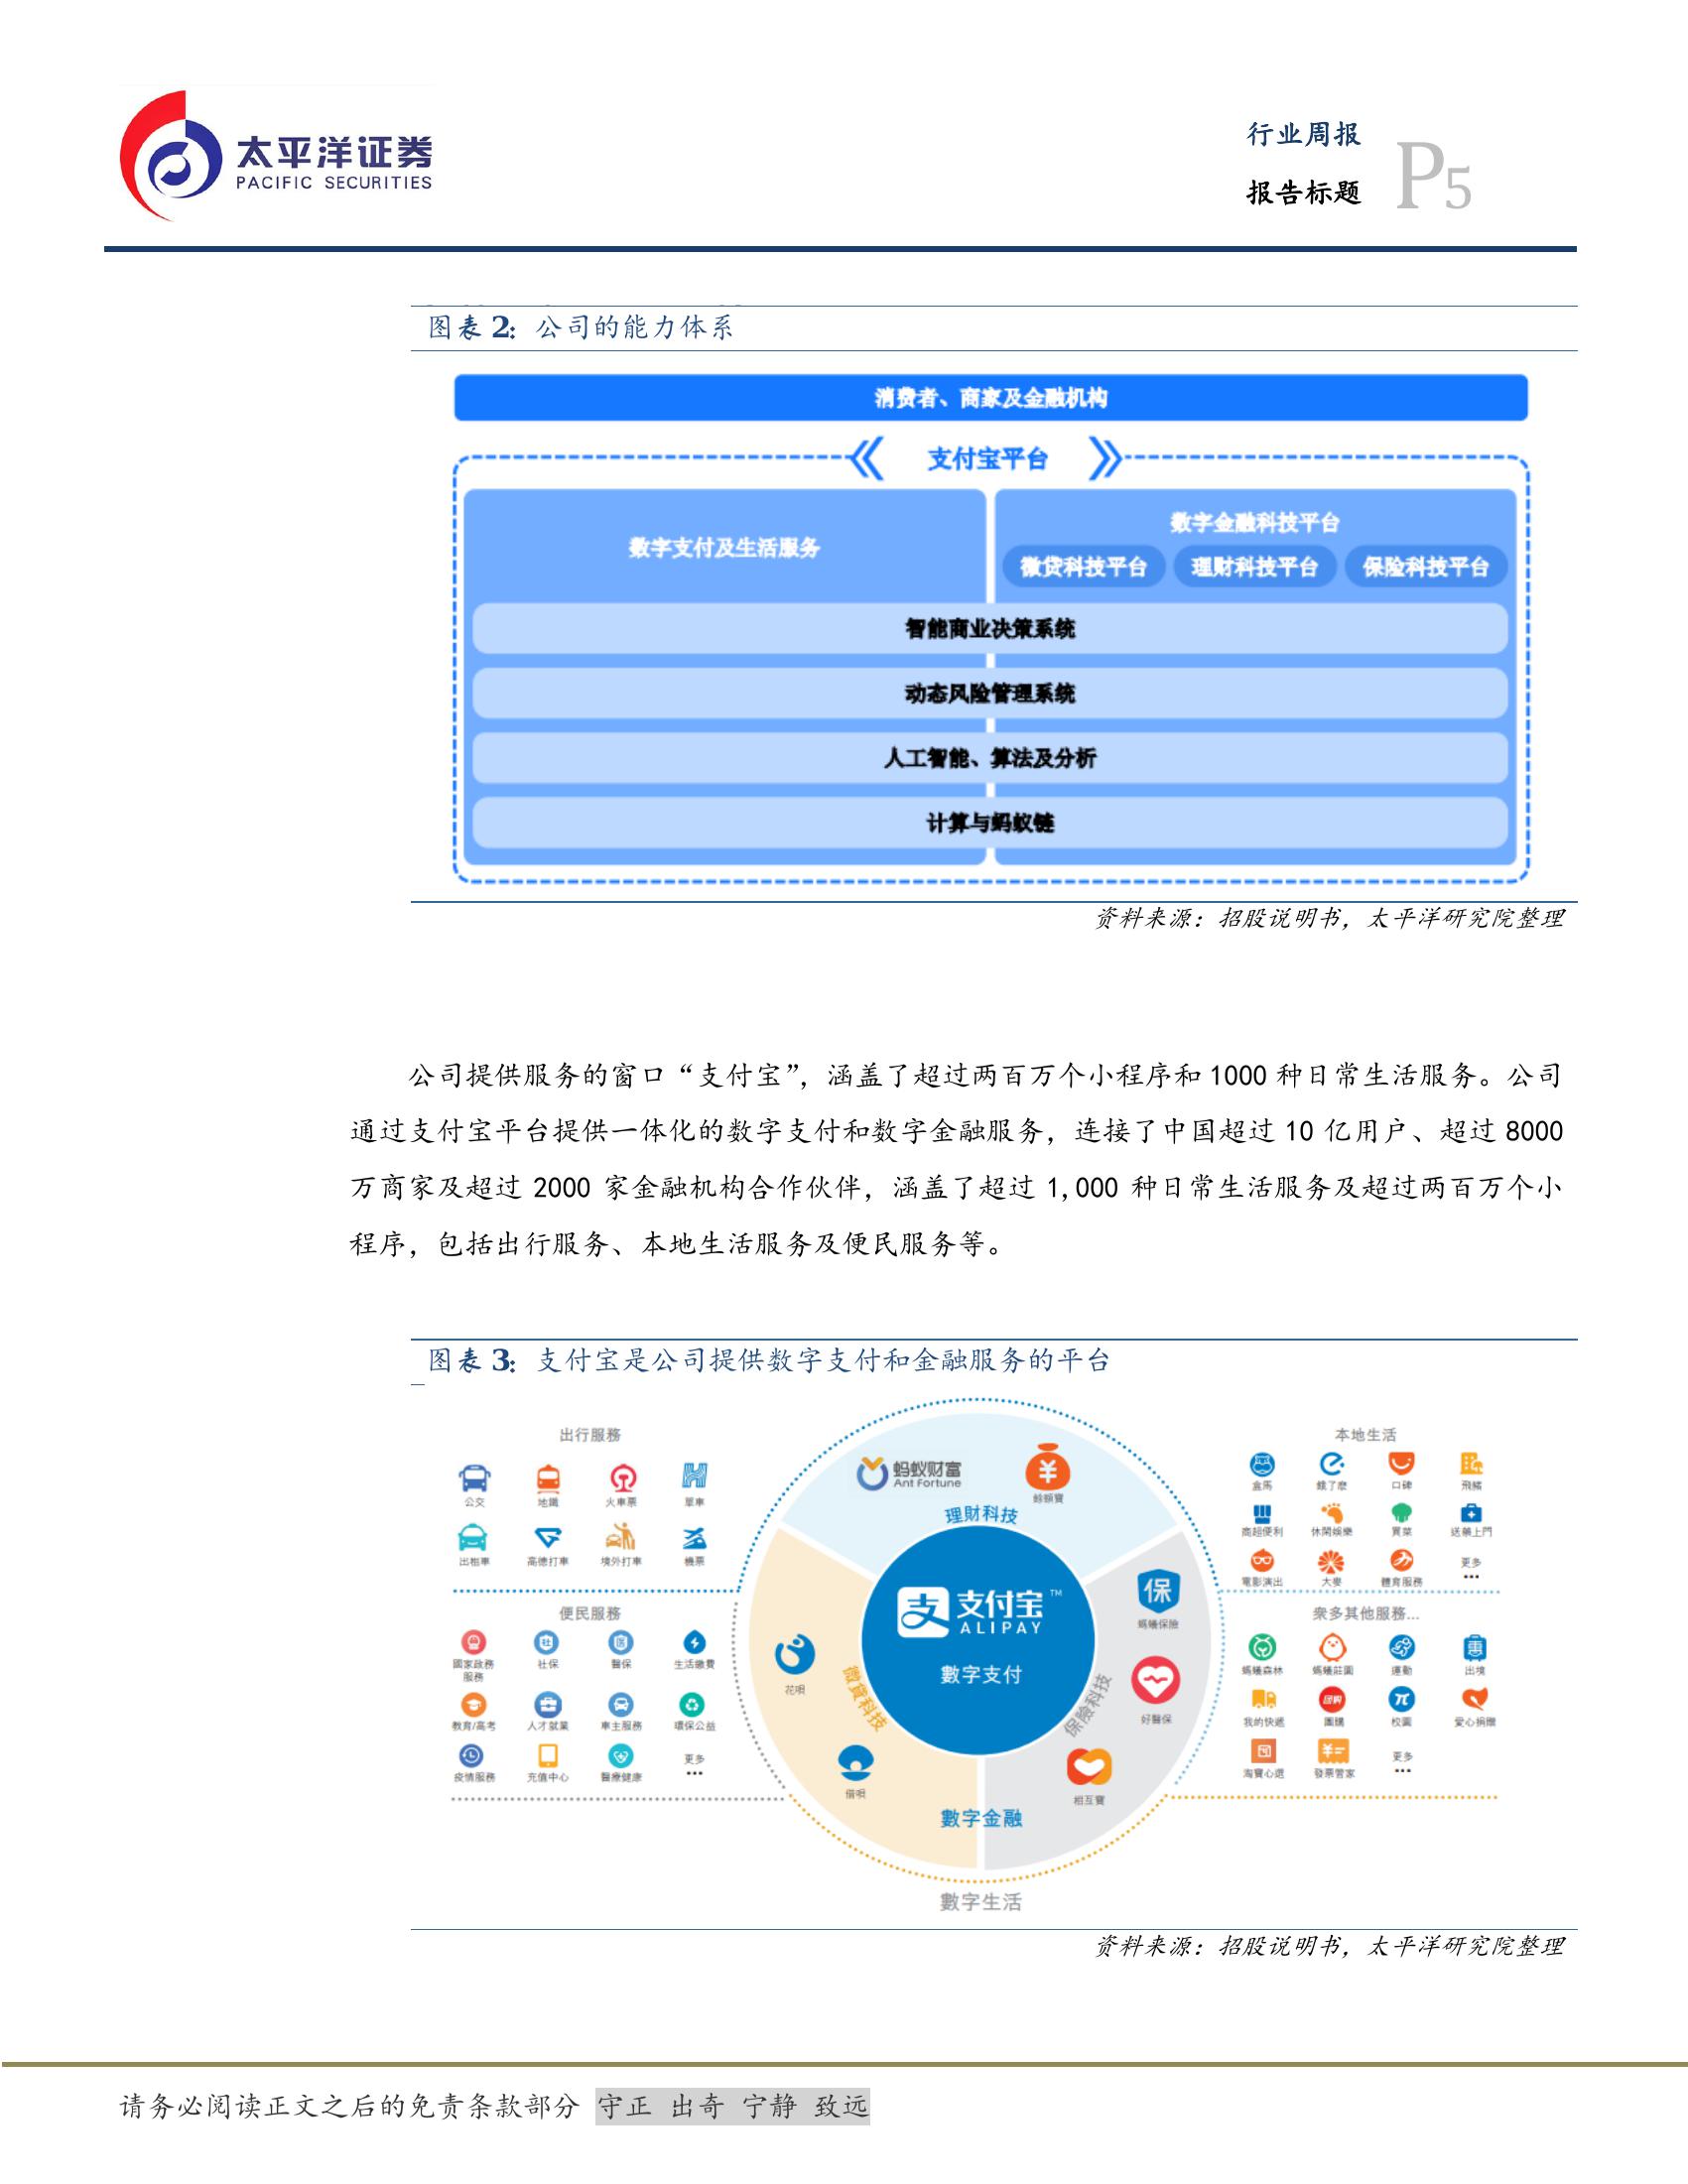 太平洋证券
PACIFIC SECURITIES
行业周报
报告标题
P5
图表 2: 公司的能力体系
消费者、商家及金融机构
支付宝平台
数字支付及生活服务
数字金融科技平台
微贷科技平台 理财科技平台 保险科技平台
智能商业决策系统
动态风险管理系统
人工智能、算法及分析
计算与蚂蚁链
资料来源：招股说明书，太平洋研究院整理
公司提供服务的窗口“支付宝”，涵盖了超过两百万个小程序和 1000 种日常生活服务。公司
通过支付宝平台提供一体化的数字支付和数字金融服务，连接了中国超过 10 亿用户、超过 8000
万商家及超过 2000 家金融机构合作伙伴，涵盖了超过 1,000 种日常生活服务及超过两百万个小
程序，包括出行服务、本地生活服务及便民服务等。
图表 3: 支付宝是公司提供数字支付和金融服务的平台
出行服務
公交 地鐵 火車票 單車
出租車 高德打車 境外打車 機票
便民服務
國家政務
服務
社保 醫保 生活繳費
教育/高考 人才就業 車主服務 環保公益
疫情服務 充值中心 醫療健康 更多
蚂蚁财富
Ant Fortune
餘額寶
理財科技
支 支付宝™
ALIPAY
數字支付
花唄
微貸科技
借唄
保
螞蟻保險
好醫保
保險科技
相互寶
數字金融
數字生活
本地生活
盒馬 餓了麽 口碑 飛豬
商超便利 休閑娛樂 買菜 送藥上門
電影演出 大麥 體育服務 更多
衆多其他服務...
螞蟻森林 螞蟻莊園 運動 出境
我的快遞 團購 校園 愛心捐贈
淘寶心選 發票管家 更多
资料来源：招股说明书，太平洋研究院整理
请务必阅读正文之后的免责条款部分 守正 出奇 宁静 致远